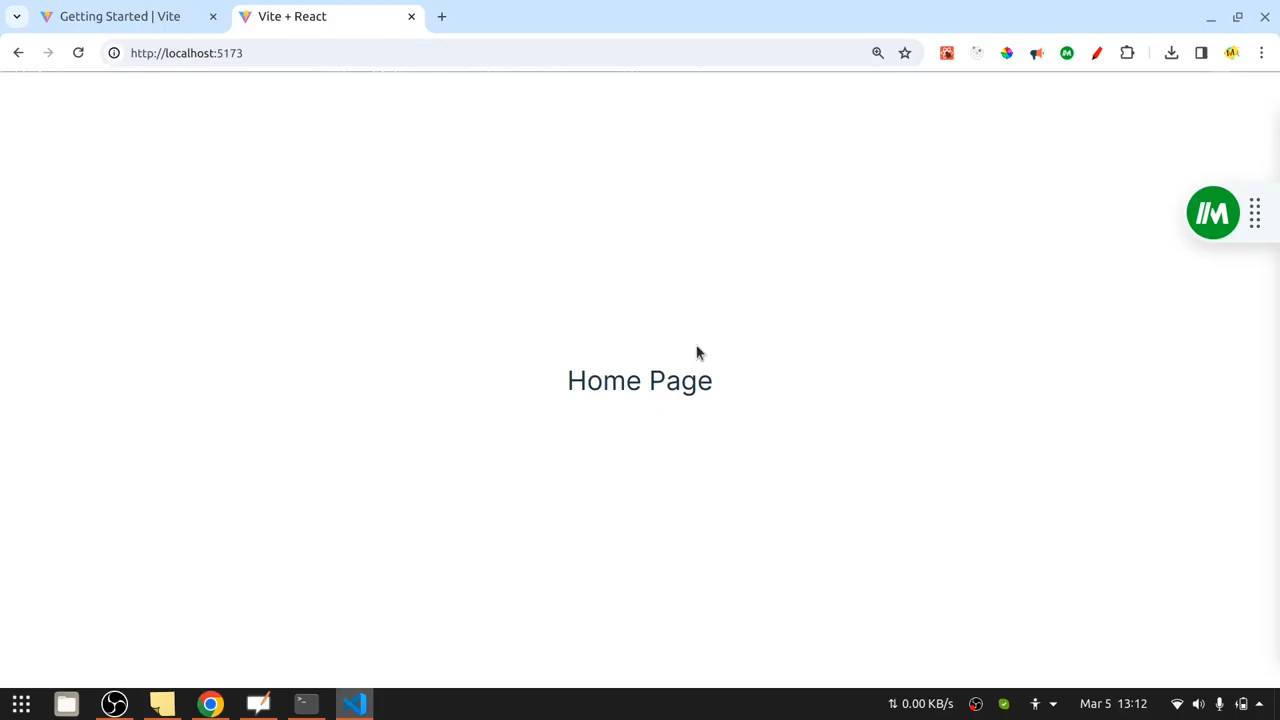 Getting Started | Vite
Vite + React
http://localhost:5173
Home Page
0.00 KB/s
Mar 5 13:12